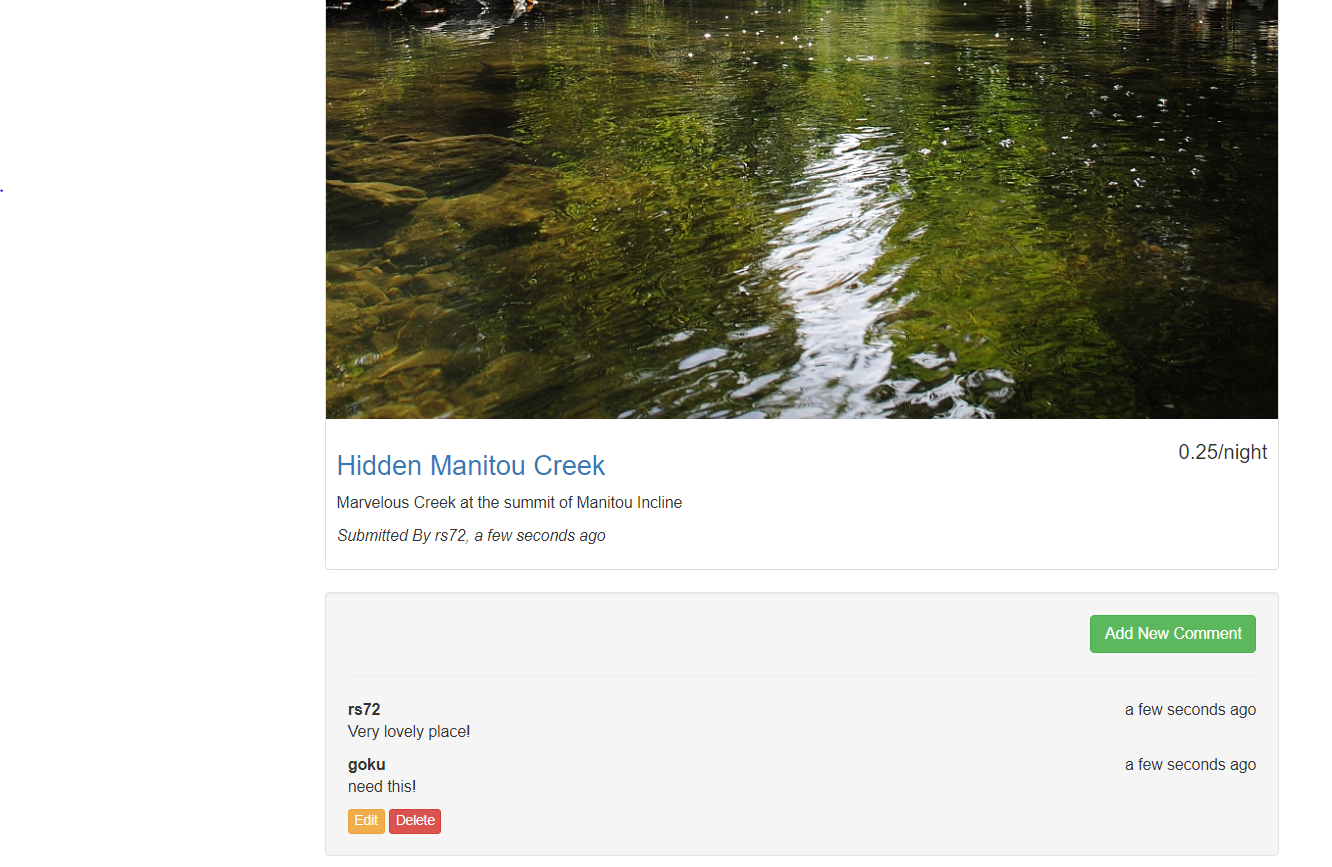 Hidden Manitou Creek
0.25/night
Marvelous Creek at the summit of Manitou Incline
Submitted By rs72, a few seconds ago
Add New Comment
rs72
a few seconds ago
Very lovely place!
goku
a few seconds ago
need this!
Edit Delete